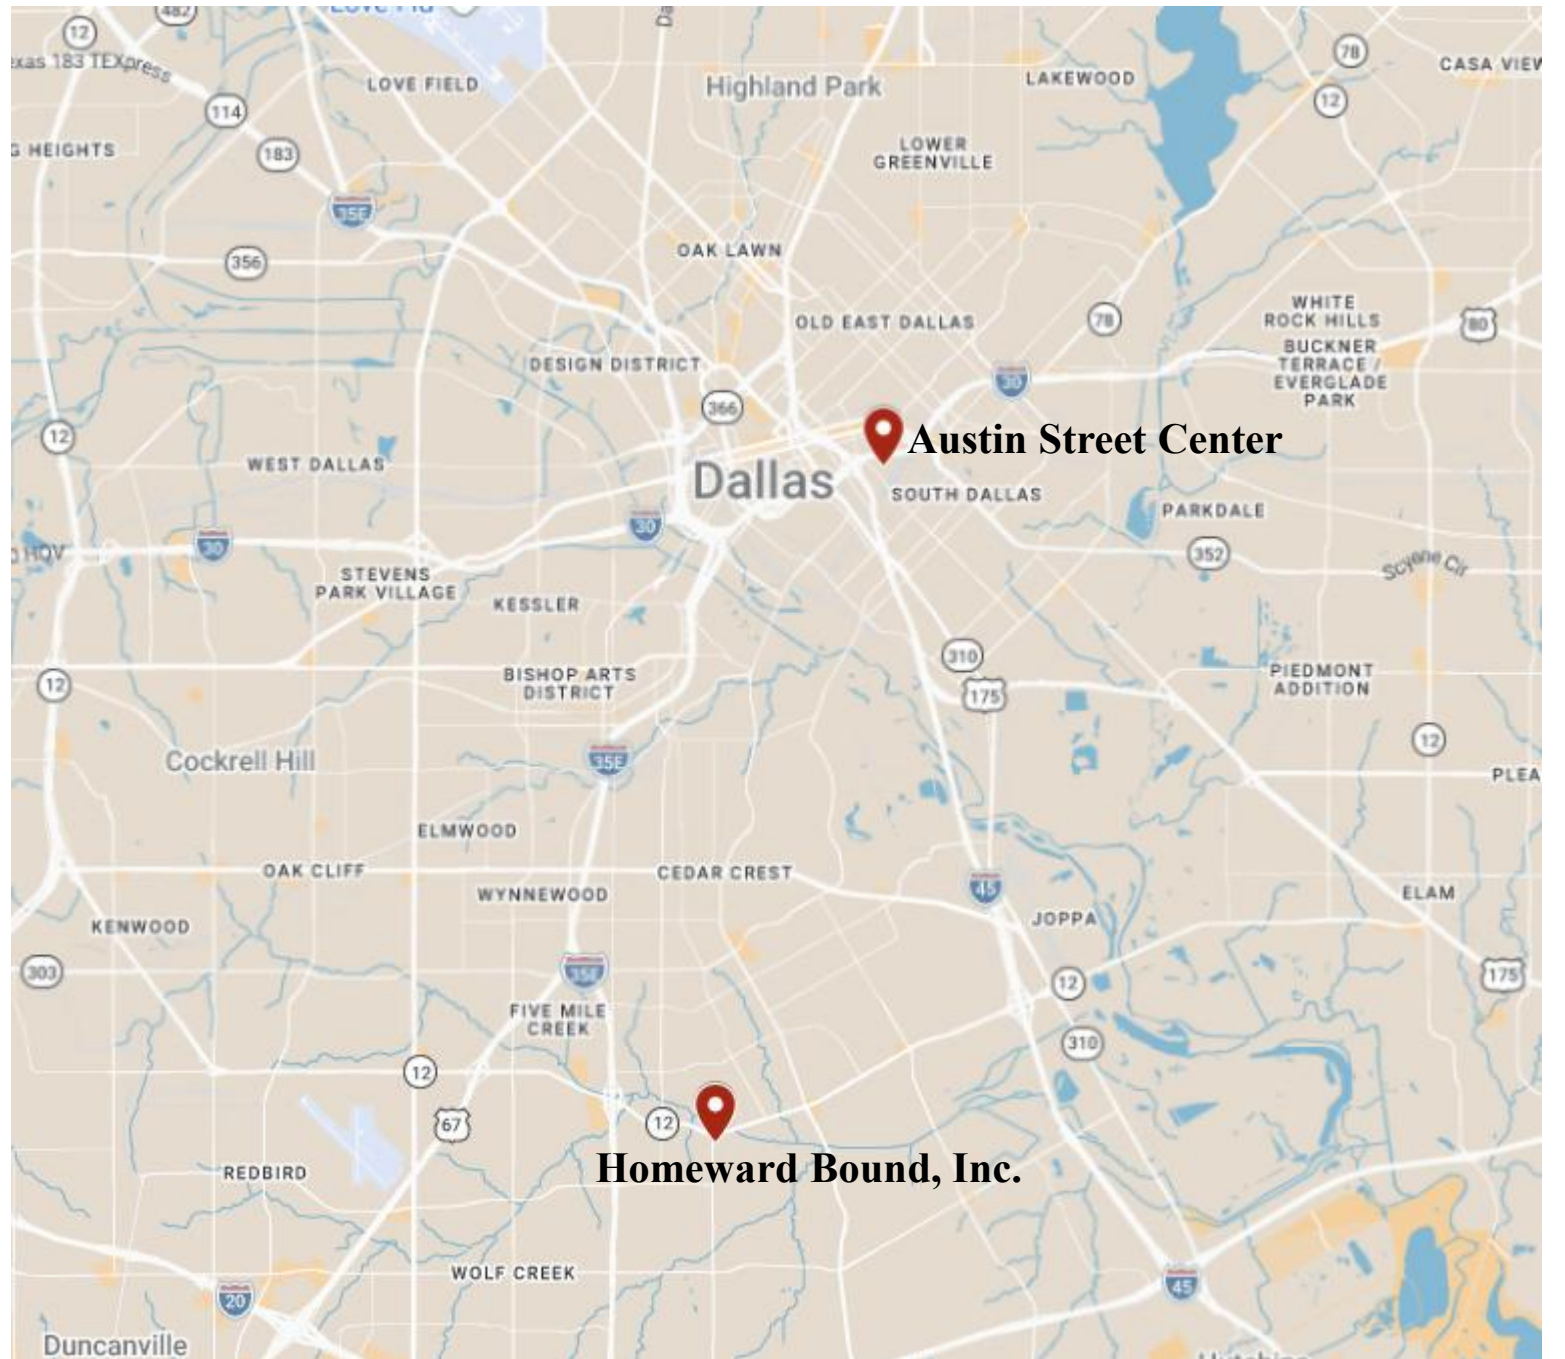 482
Love Fld
12
exas 183 TEXpress
LOVE FIELD
Highland Park
LAKEWOOD
78
CASA VIEW
12
114
183
G HEIGHTS
LOWER
GREENVILLE
35E
356
OAK LAWN
WHITE
ROCK HILLS
OLD EAST DALLAS
78
80
BUCKNER
TERRACE /
EVERGLADE
PARK
DESIGN DISTRICT
30
366
12
Austin Street Center
WEST DALLAS
Dallas
SOUTH DALLAS
PARKDALE
30
30
HOV
352
Scyene Cir
STEVENS
PARK VILLAGE
KESSLER
310
BISHOP ARTS
DISTRICT
12
175
PIEDMONT
ADDITION
12
Cockrell Hill
35E
PLEA
ELMWOOD
OAK CLIFF
CEDAR CREST
WYNNEWOOD
45
ELAM
KENWOOD
JOPPA
303
35E
12
175
FIVE MILE
CREEK
310
12
67
12
REDBIRD
Homeward Bound, Inc.
WOLF CREEK
20
45
Duncanville